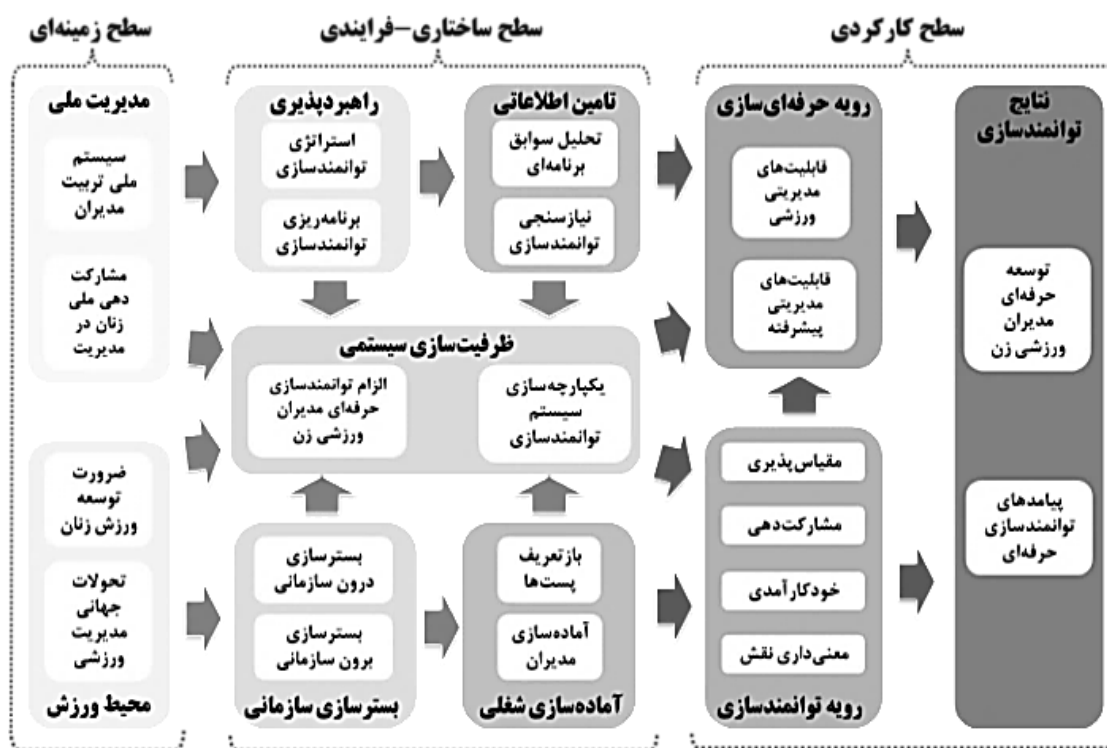 سطح زمینه‌ای
سطح ساختاری-فرایندی
سطح کارکردی
مدیریت ملی
سیستم
ملی تربیت
مدیران
مشارکت
دهی ملی
زنان در
مدیریت
ضرورت
توسعه
ورزش زنان
تحولات
جهانی
مدیریت
ورزشی
محیط ورزش
راهبردپذیری
استراتژی
توانمندسازی
برنامه‌ریزی
توانمندسازی
تامین اطلاعاتی
تحلیل سوابق
برنامه‌ای
نیازسنجی
توانمندسازی
ظرفیت‌سازی سیستمی
الزام توانمندسازی
حرفه‌ای مدیران
ورزشی زن
یکپارچه‌سازی
سیستم
توانمندسازی
بسترسازی
درون سازمانی
بسترسازی
برون سازمانی
بسترسازی سازمانی
بازتعریف
پست‌ها
آماده‌سازی
مدیران
آماده‌سازی شغلی
رویه حرفه‌ای‌سازی
قابلیت‌های
مدیریتی
ورزشی
قابلیت‌های
مدیریتی
پیشرفته
مقیاس‌پذیری
مشارکت‌دهی
خودکارآمدی
معنی‌داری نقش
رویه توانمندسازی
نتایج
توانمندسازی
توسعه
حرفه‌ای
مدیران
ورزشی زن
پیامدهای
توانمندسازی
حرفه‌ای